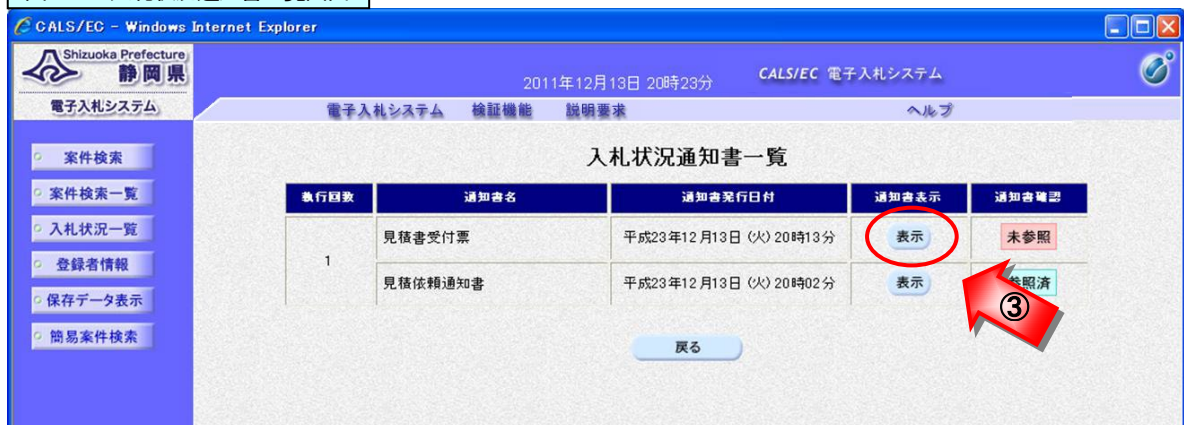 CALS/EC - Windows Internet Explorer
Shizuoka Prefecture
静岡県
電子入札システム
2011年12月13日 20時23分
CALS/EC 電子入札システム
電子入札システム 検証機能 説明要求 ヘルプ
案件検索
案件検索一覧
入札状況一覧
登録者情報
保存データ表示
簡易案件検索
入札状況通知書一覧
執行回数 通知書名 通知書発行日付 通知書表示 通知書確認
1
見積書受付票 平成23年12月13日 (火) 20時13分 表示 未参照
見積依頼通知書 平成23年12月13日 (火) 20時02分 表示 参照済
③
戻る